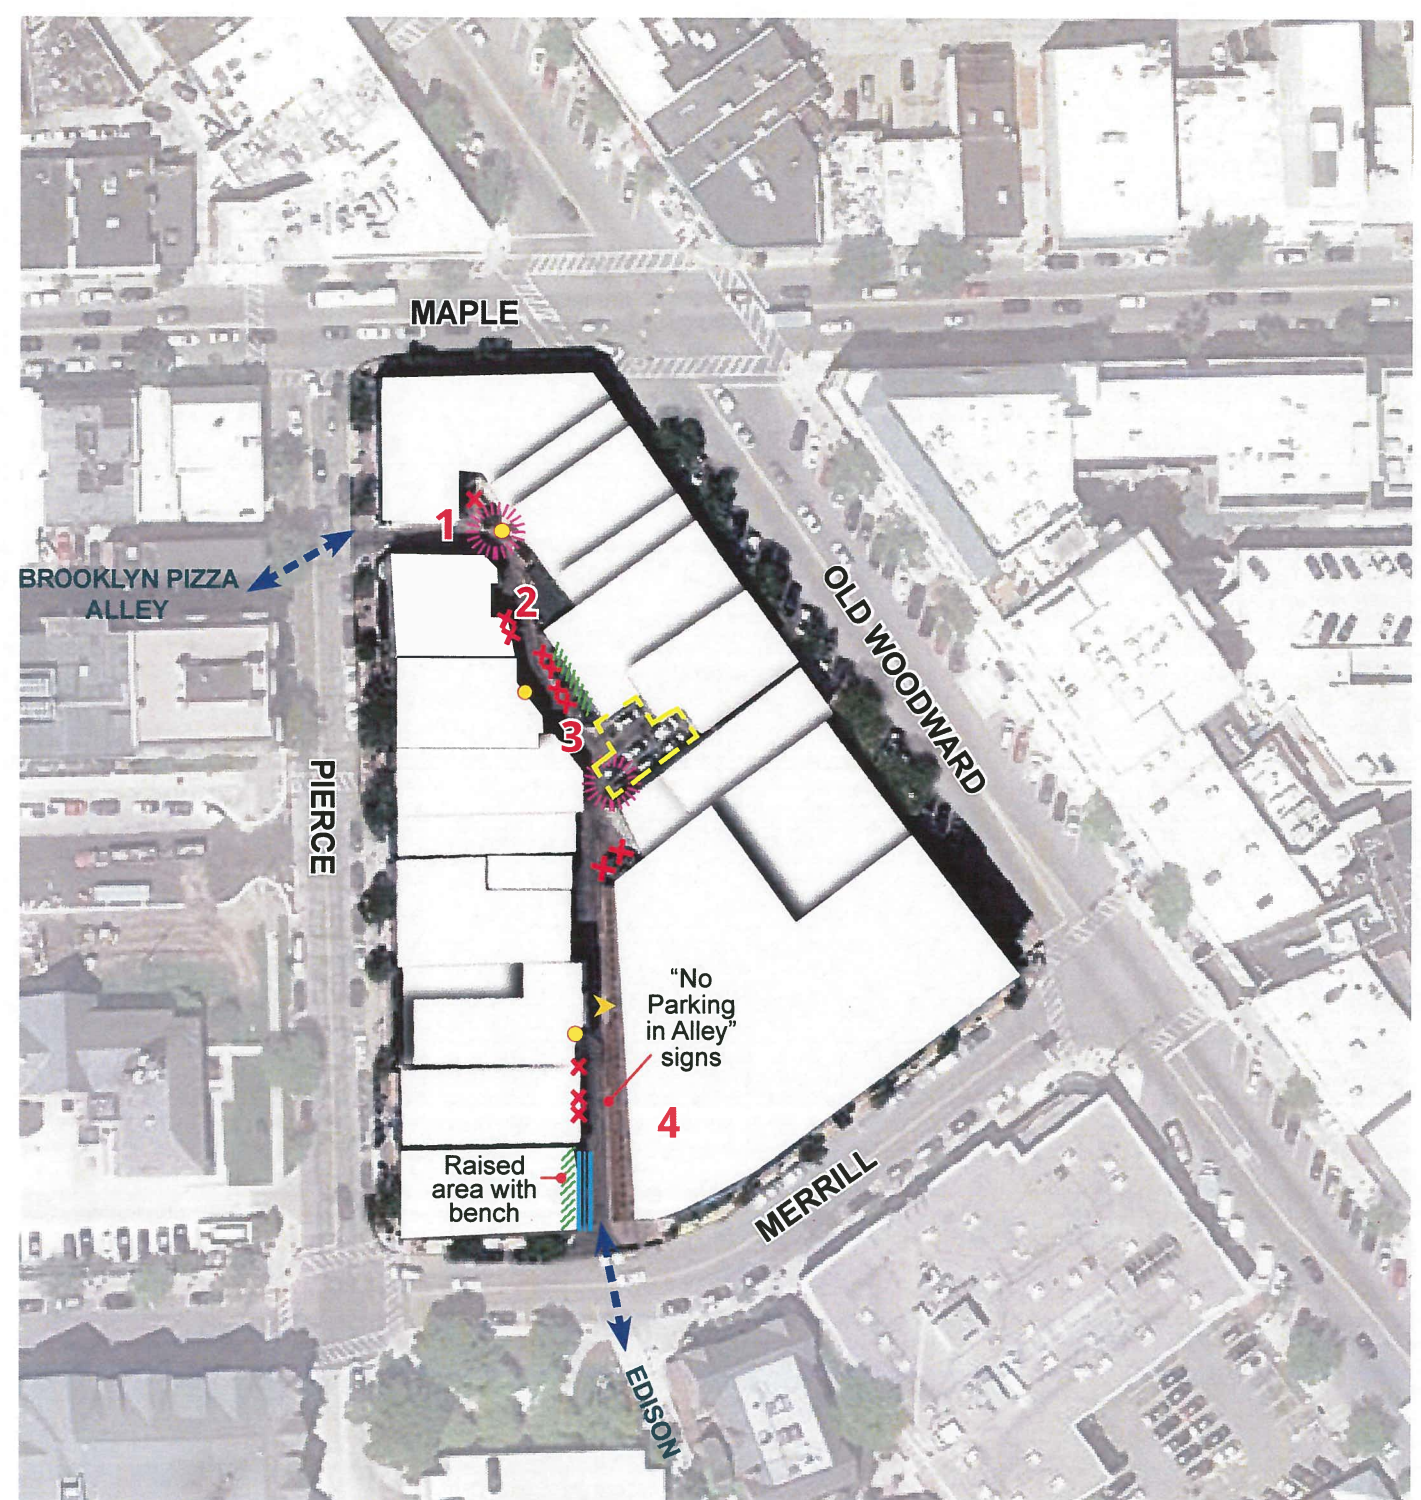 MAPLE
1
BROOKLYN PIZZA
ALLEY
2
OLD WOODWARD
3
PIERCE
“No
Parking
in Alley”
signs
4
Raised
area with
bench
MERRILL
EDISON